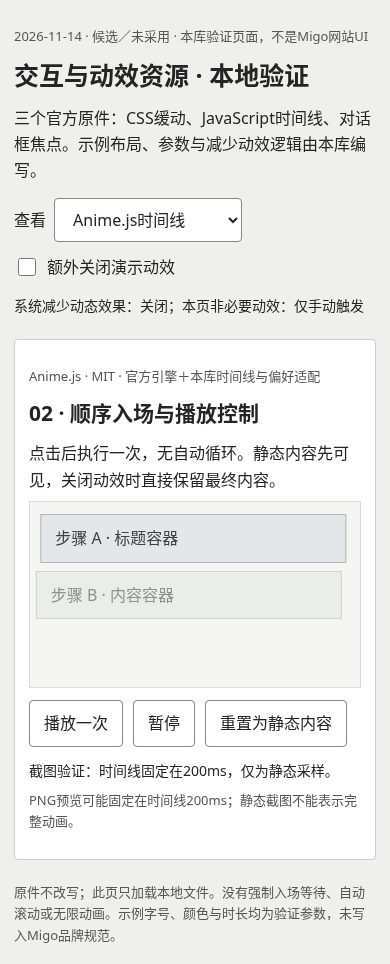 2026-11-14 · 候选／未采用 · 本库验证页面，不是Migo网站UI
交互与动效资源 · 本地验证
三个官方原件：CSS缓动、JavaScript时间线、对话
框焦点。示例布局、参数与减少动效逻辑由本库编
写。
查看 Anime.js时间线
额外关闭演示动效
系统减少动态效果：关闭；本页非必要动效：仅手动触发
Anime.js · MIT · 官方引擎＋本库时间线与偏好适配
02 · 顺序入场与播放控制
点击后执行一次，无自动循环。静态内容先可
见，关闭动效时直接保留最终内容。
步骤 A · 标题容器
步骤 B · 内容容器
播放一次 暂停 重置为静态内容
截图验证：时间线固定在200ms，仅为静态采样。
PNG预览可能固定在时间线200ms；静态截图不能表示完
整动画。
原件不改写；此页只加载本地文件。没有强制入场等待、自动
滚动或无限动画。示例字号、颜色与时长均为验证参数，未写
入Migo品牌规范。